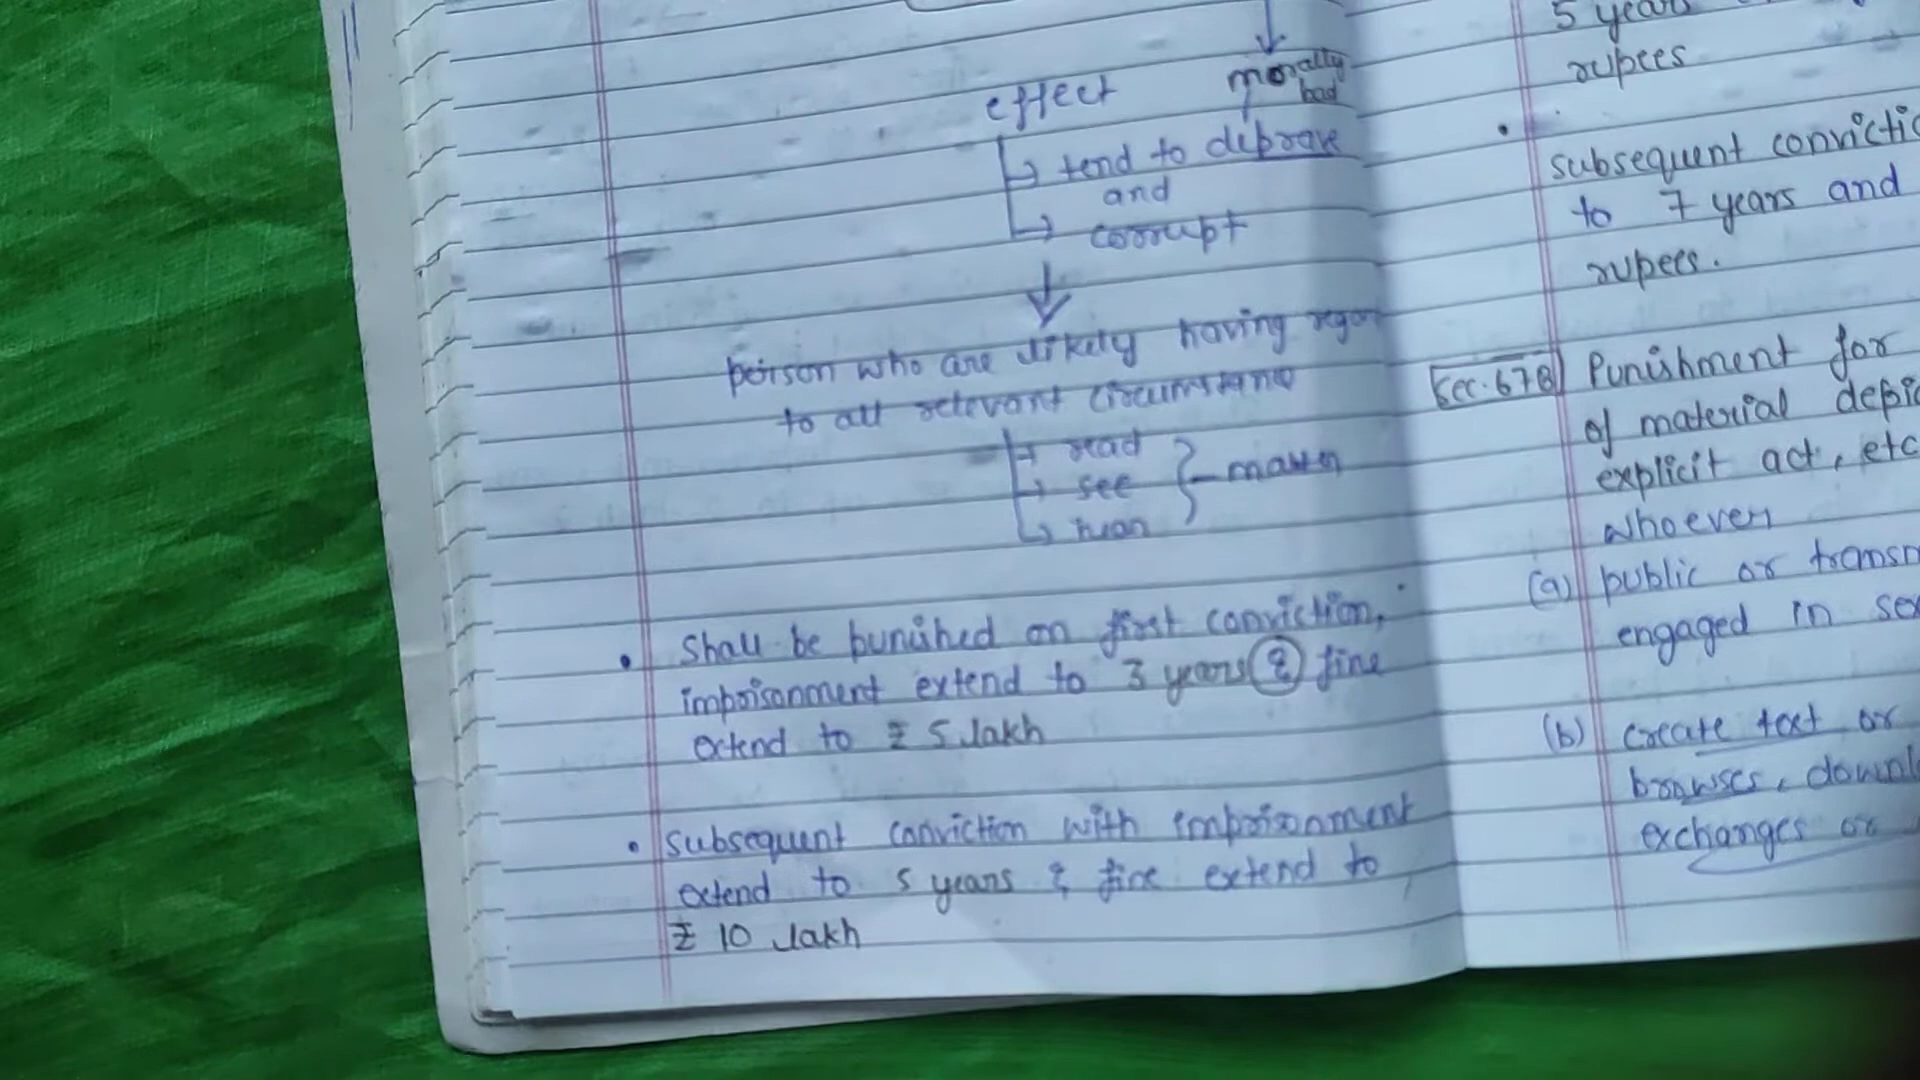 effect
morally
bad
→ tend to deprave
and
→ corrupt
person who are likely having regar
to all relevant circumstance
→ read
→ see
→ hear
matter
• Shall be punished on first conviction,
imprisonment extend to 3 years & fine
extend to ₹ 5 lakh
• subsequent conviction with imprisonment
extend to 5 years & fine extend to
₹ 10 lakh
5 years
rupees
•
subsequent convictio
to 7 years and
rupees.
Sec. 67B Punishment for
of material depic
explicit act, etc
whoever
(a) public or transm
engaged in sex
(b) create text or
browses, downl
exchanges or